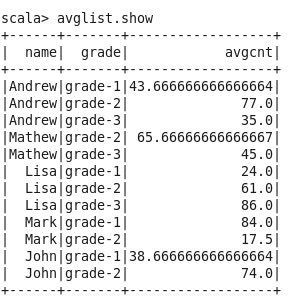 scala> avglist.show
+------+-------+------------------+
|  name|  grade|            avgcnt|
+------+-------+------------------+
|Andrew|grade-1|43.666666666666664|
|Andrew|grade-2|              77.0|
|Andrew|grade-3|              35.0|
|Mathew|grade-2| 65.66666666666667|
|Mathew|grade-3|              45.0|
|  Lisa|grade-1|              24.0|
|  Lisa|grade-2|              61.0|
|  Lisa|grade-3|              86.0|
|  Mark|grade-1|              84.0|
|  Mark|grade-2|              17.5|
|  John|grade-1|38.666666666666664|
|  John|grade-2|              74.0|
+------+-------+------------------+